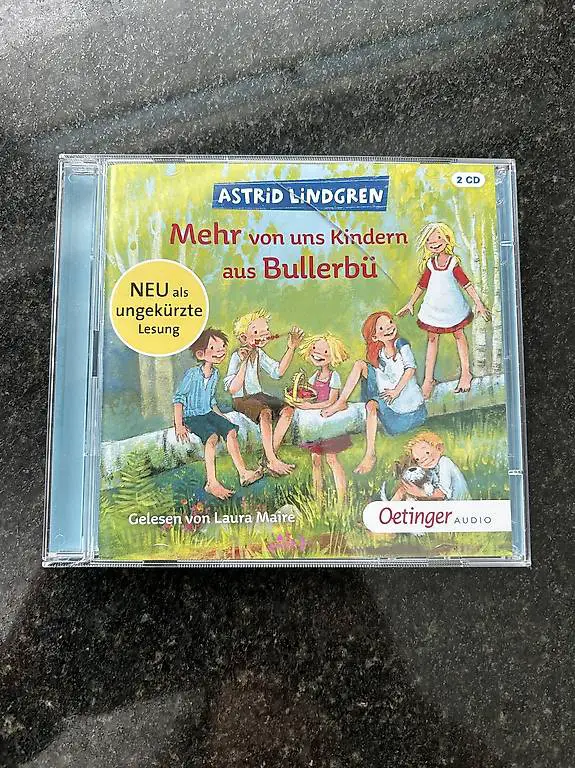 ASTRID LINDGREN
2 CD
Mehr von uns Kindern
aus Bullerbü
NEU als
ungekürzte
Lesung
Gelesen von Laura Maire
Oetinger AUDIO